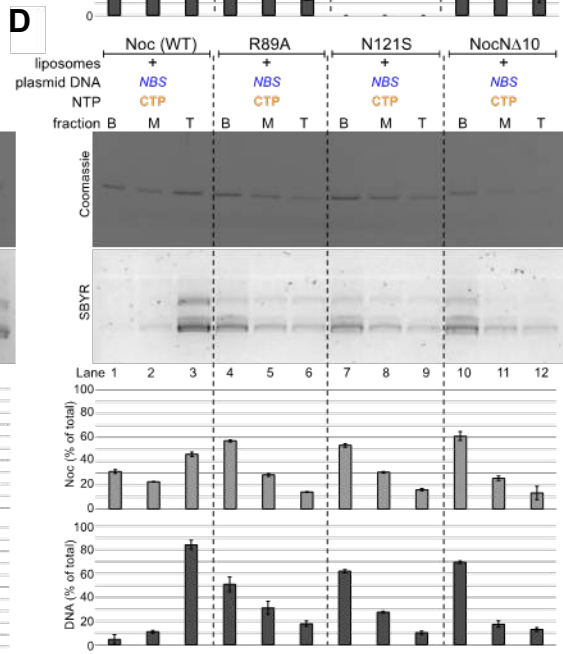 D
0
Noc (WT) R89A N121S NocNΔ10
liposomes + + + +
plasmid DNA NBS NBS NBS NBS
NTP CTP CTP CTP CTP
fraction B M T B M T B M T B M T
Coomassie
SBYR
Lane 1 2 3 4 5 6 7 8 9 10 11 12
Noc (% of total)
100
80
60
40
20
0
DNA (% of total)
100
80
60
40
20
0